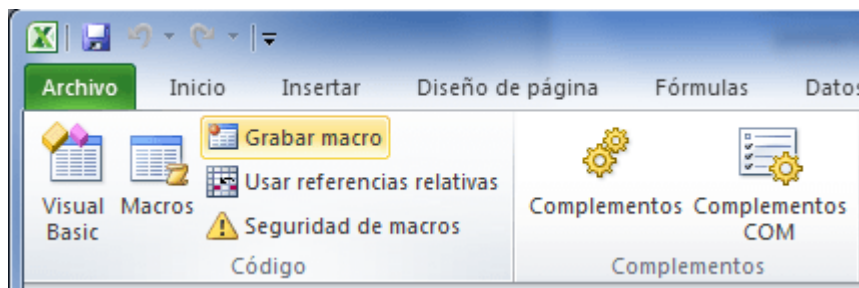 Archivo Inicio Insertar Diseño de página Fórmulas Datos
Visual Basic
Macros
Grabar macro
Usar referencias relativas
Seguridad de macros
Código
Complementos
Complementos COM
Complementos